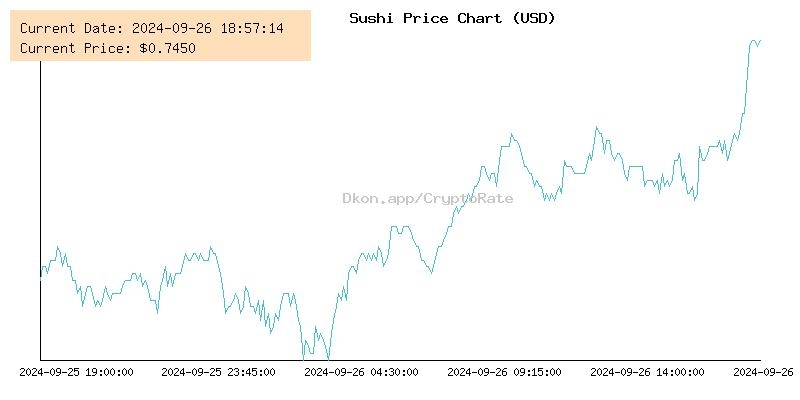 Sushi Price Chart (USD)
Current Date: 2024-09-26 18:57:14
Current Price: $0.7450
Dkon.app/CryptoRate
2024-09-25 19:00:00 2024-09-25 23:45:00 2024-09-26 04:30:00 2024-09-26 09:15:00 2024-09-26 14:00:00 2024-09-26